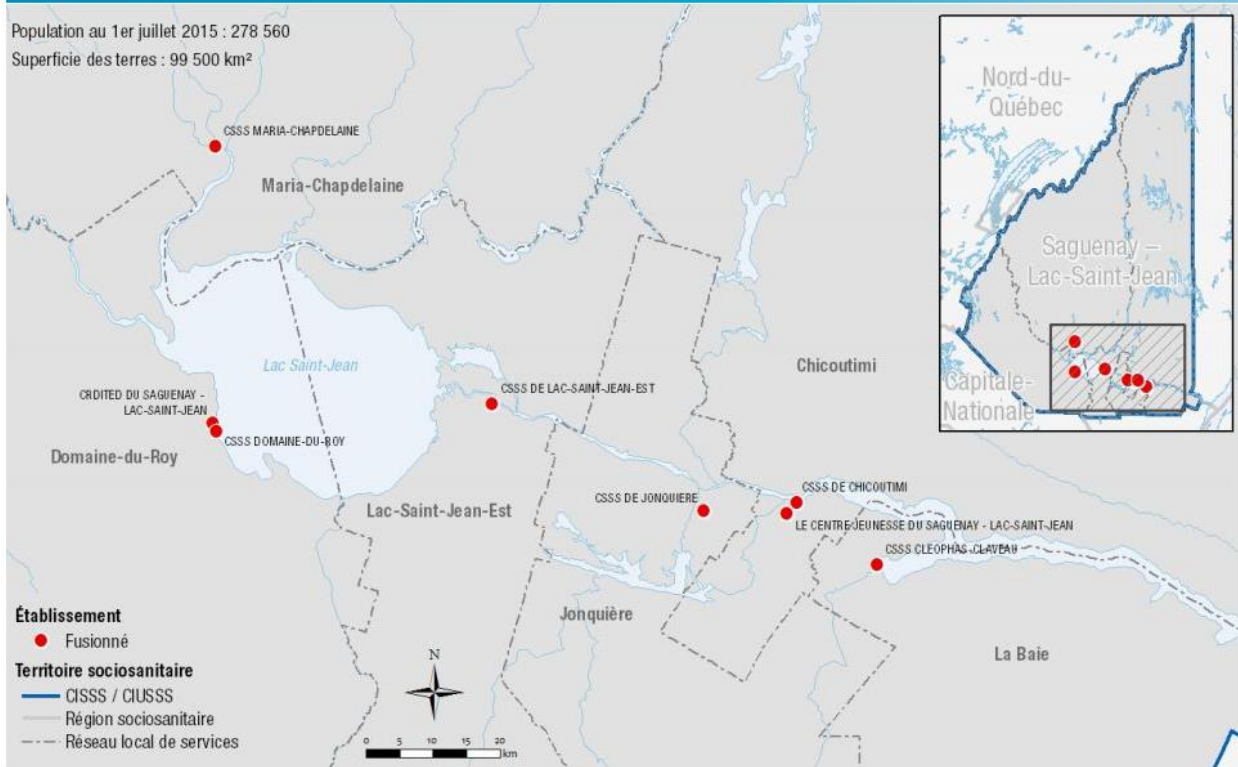 Population au 1er juillet 2015 : 278 560
Superficie des terres : 99 500 km²
Nord-du-
Québec
Saguenay –
Lac-Saint-Jean
Capitale-
Nationale
CSSS MARIA-CHAPDELAINE
Maria-Chapdelaine
Lac Saint-Jean
Chicoutimi
CRDITED DU SAGUENAY -
LAC-SAINT-JEAN
CSSS DOMAINE-DU-ROY
Domaine-du-Roy
CSSS DE LAC-SAINT-JEAN-EST
Lac-Saint-Jean-Est
CSSS DE JONQUIERE
CSSS DE CHICOUTIMI
LE CENTRE JEUNESSE DU SAGUENAY - LAC-SAINT-JEAN
CSSS CLEOPHAS-CLAVEAU
Jonquière
La Baie
Établissement
Fusionné
Territoire sociosanitaire
CISSS / CIUSSS
Région sociosanitaire
Réseau local de services
N
0 5 10 15 20
km